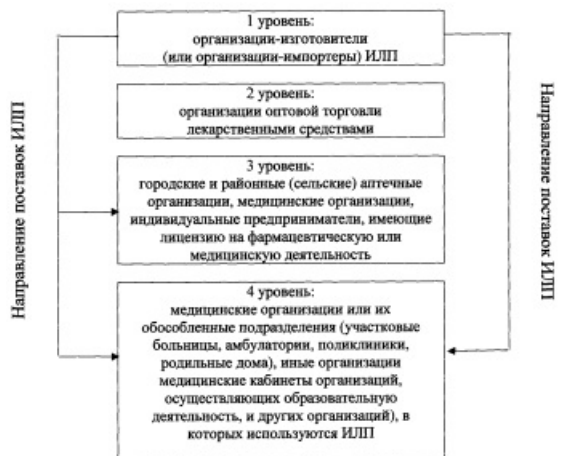 1 уровень:
организации-изготовители
(или организации-импортеры) ИЛП
2 уровень:
организации оптовой торговли
лекарственными средствами
3 уровень:
городские и районные (сельские) аптечные
организации, медицинские организации,
индивидуальные предприниматели, имеющие
лицензию на фармацевтическую или
медицинскую деятельность
4 уровень:
медицинские организации или их
обособленные подразделения (участковые
больницы, амбулатории, поликлиники,
родильные дома), иные организации
медицинские кабинеты организаций,
осуществляющих образовательную
деятельность, и других организаций), в
которых используются ИЛП
Направление поставок ИЛП
Направление поставок ИЛП